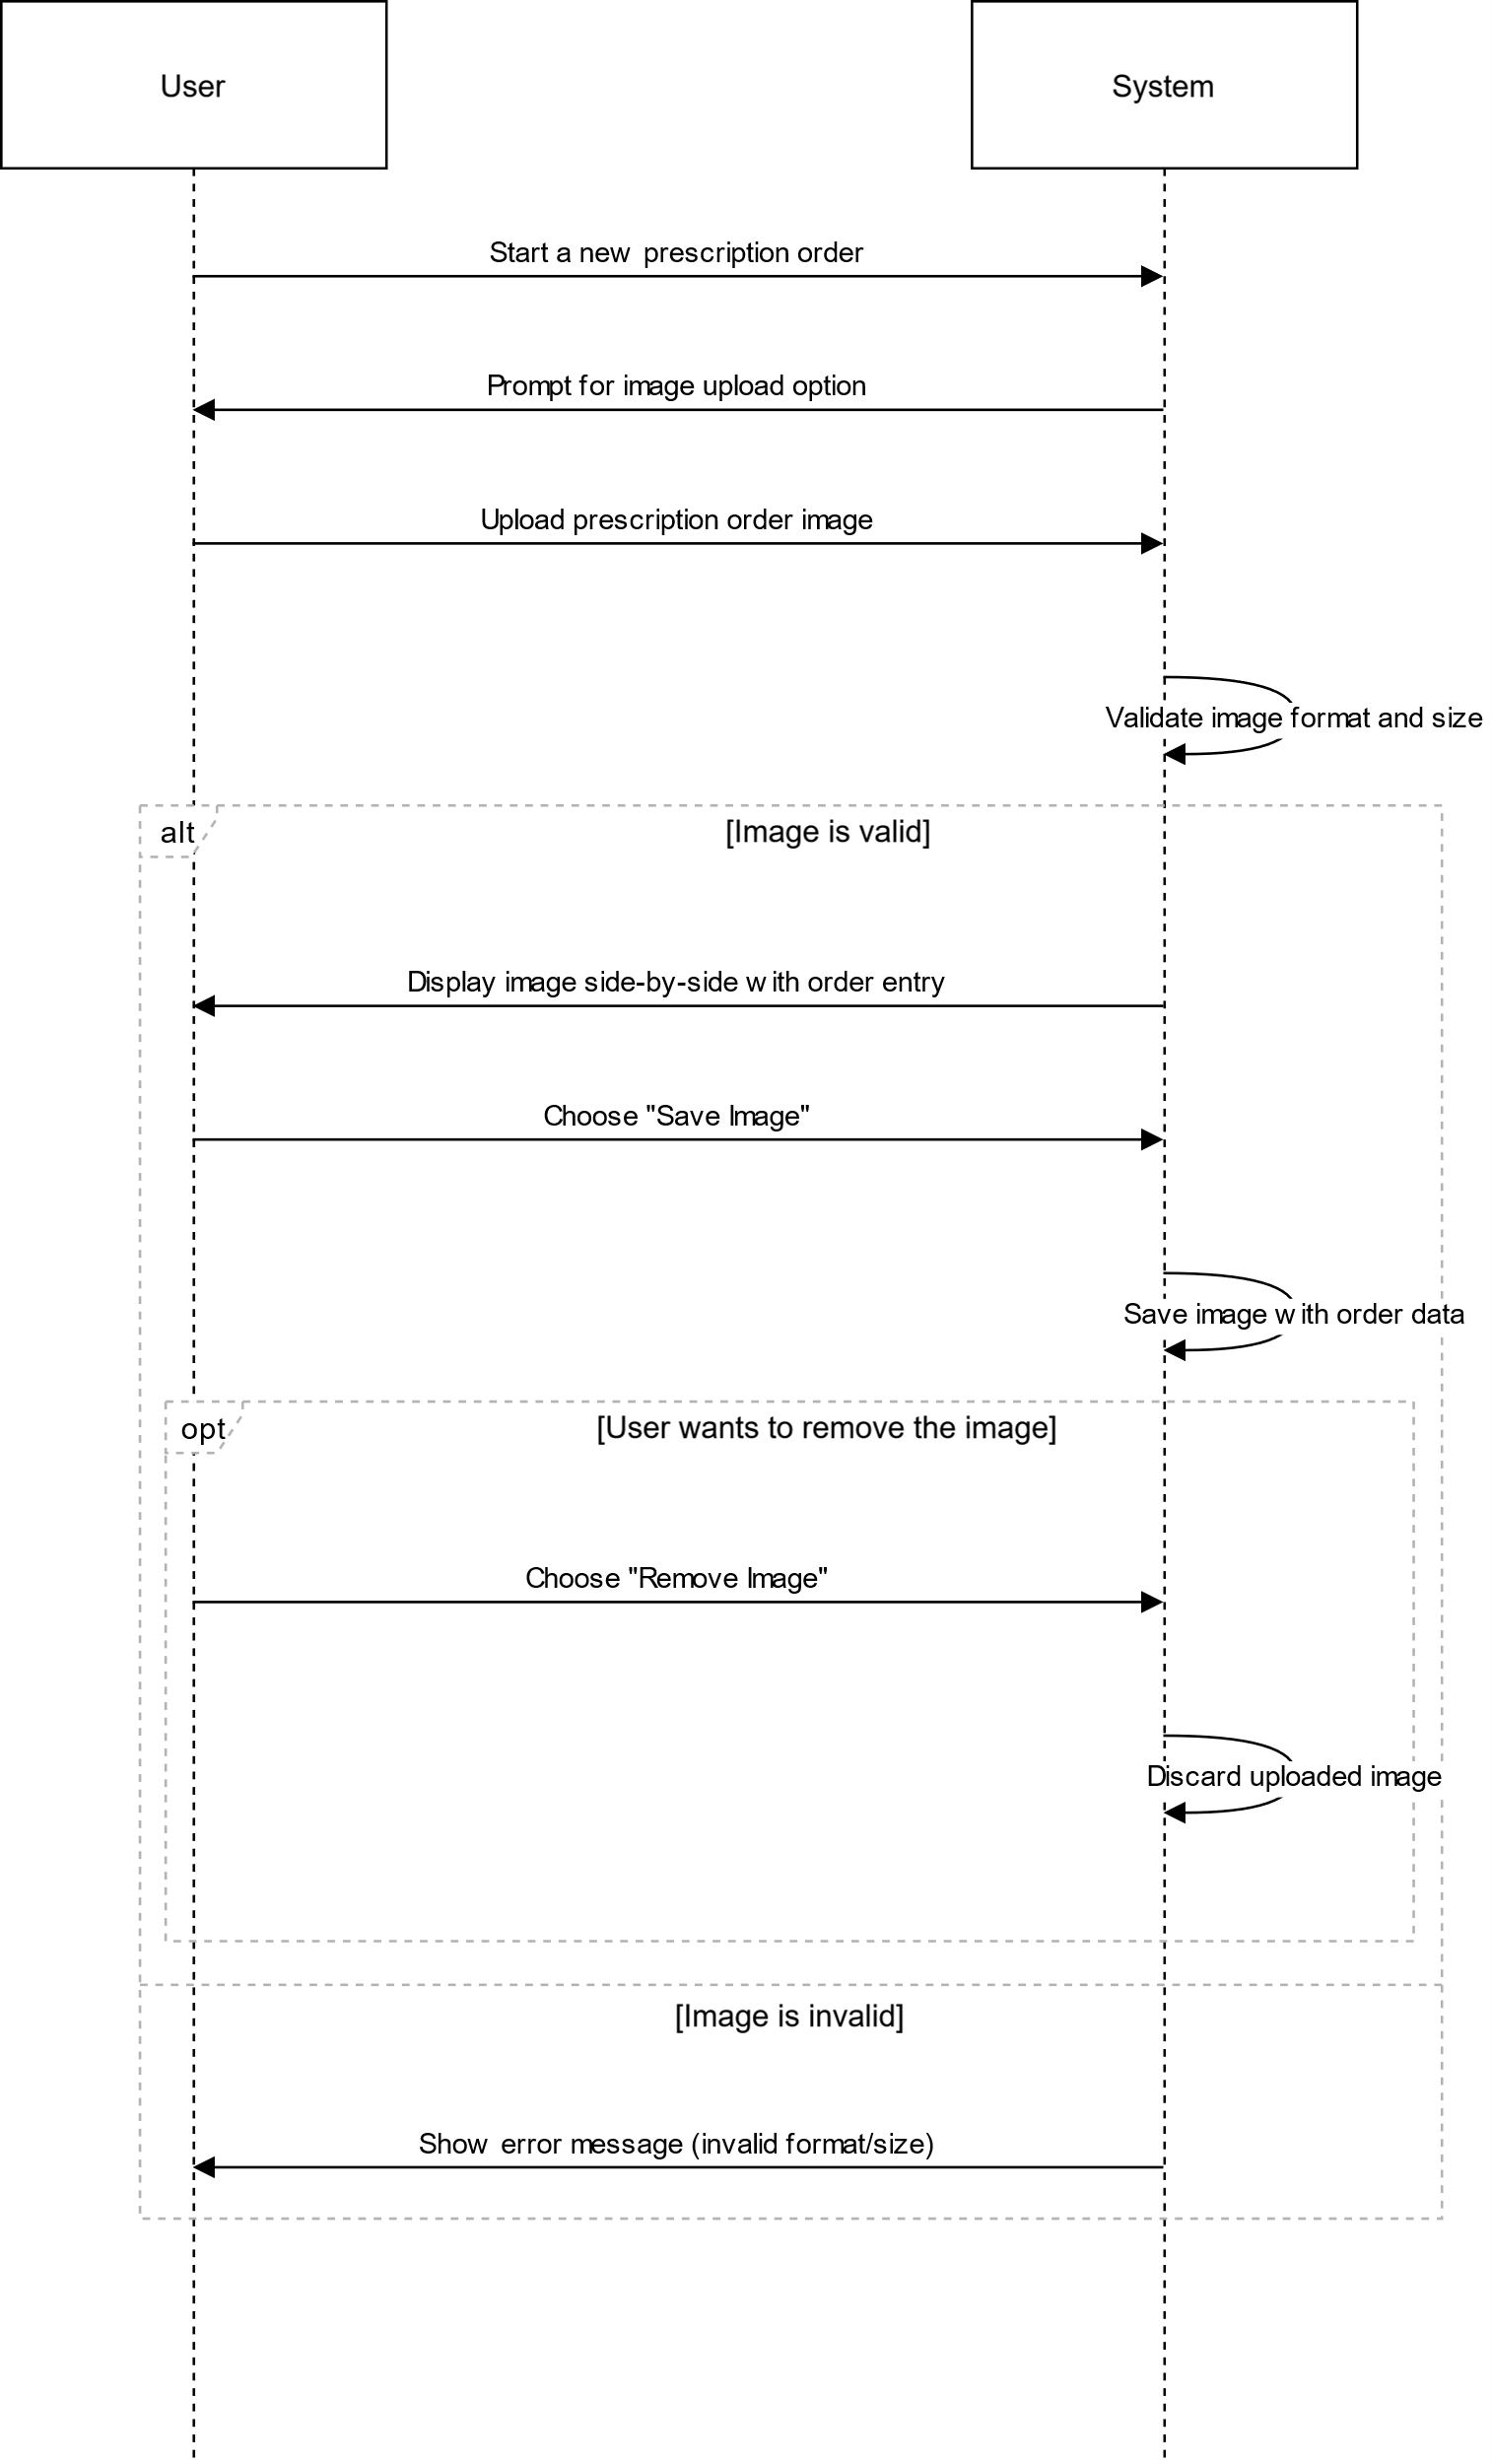 User
System
Start a new prescription order
Prompt for image upload option
Upload prescription order image
Validate image format and size
alt
[Image is valid]
Display image side-by-side with order entry
Choose "Save Image"
Save image with order data
opt
[User wants to remove the image]
Choose "Remove Image"
Discard uploaded image
[Image is invalid]
Show error message (invalid format/size)